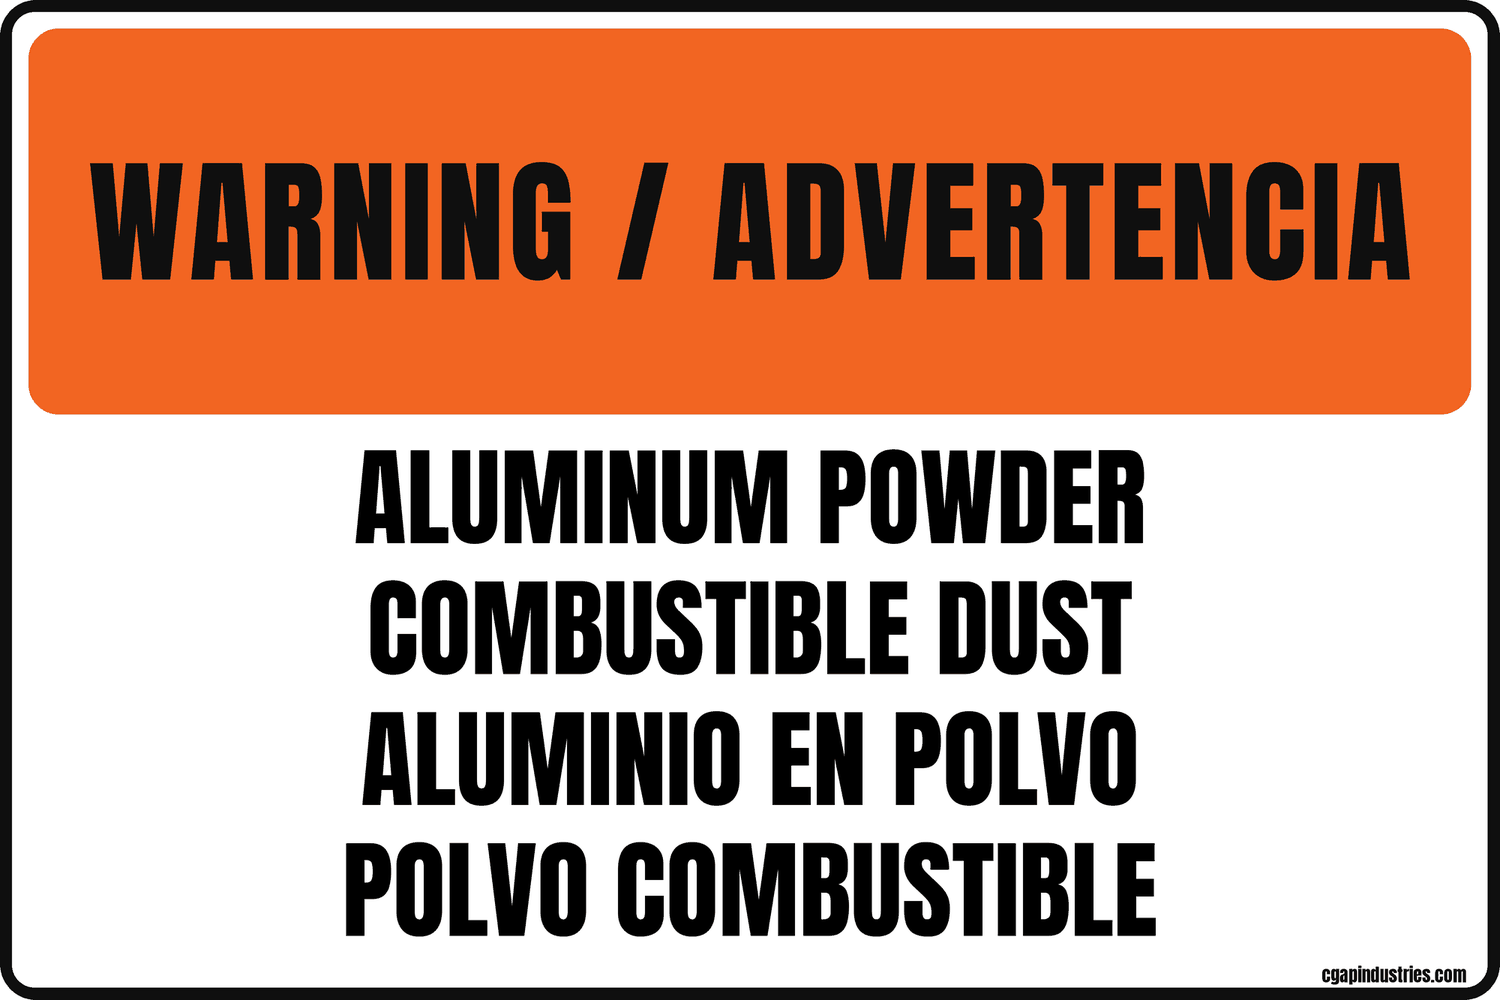 WARNING / ADVERTENCIA
ALUMINUM POWDER
COMBUSTIBLE DUST
ALUMINIO EN POLVO
POLVO COMBUSTIBLE
cgapindustries.com